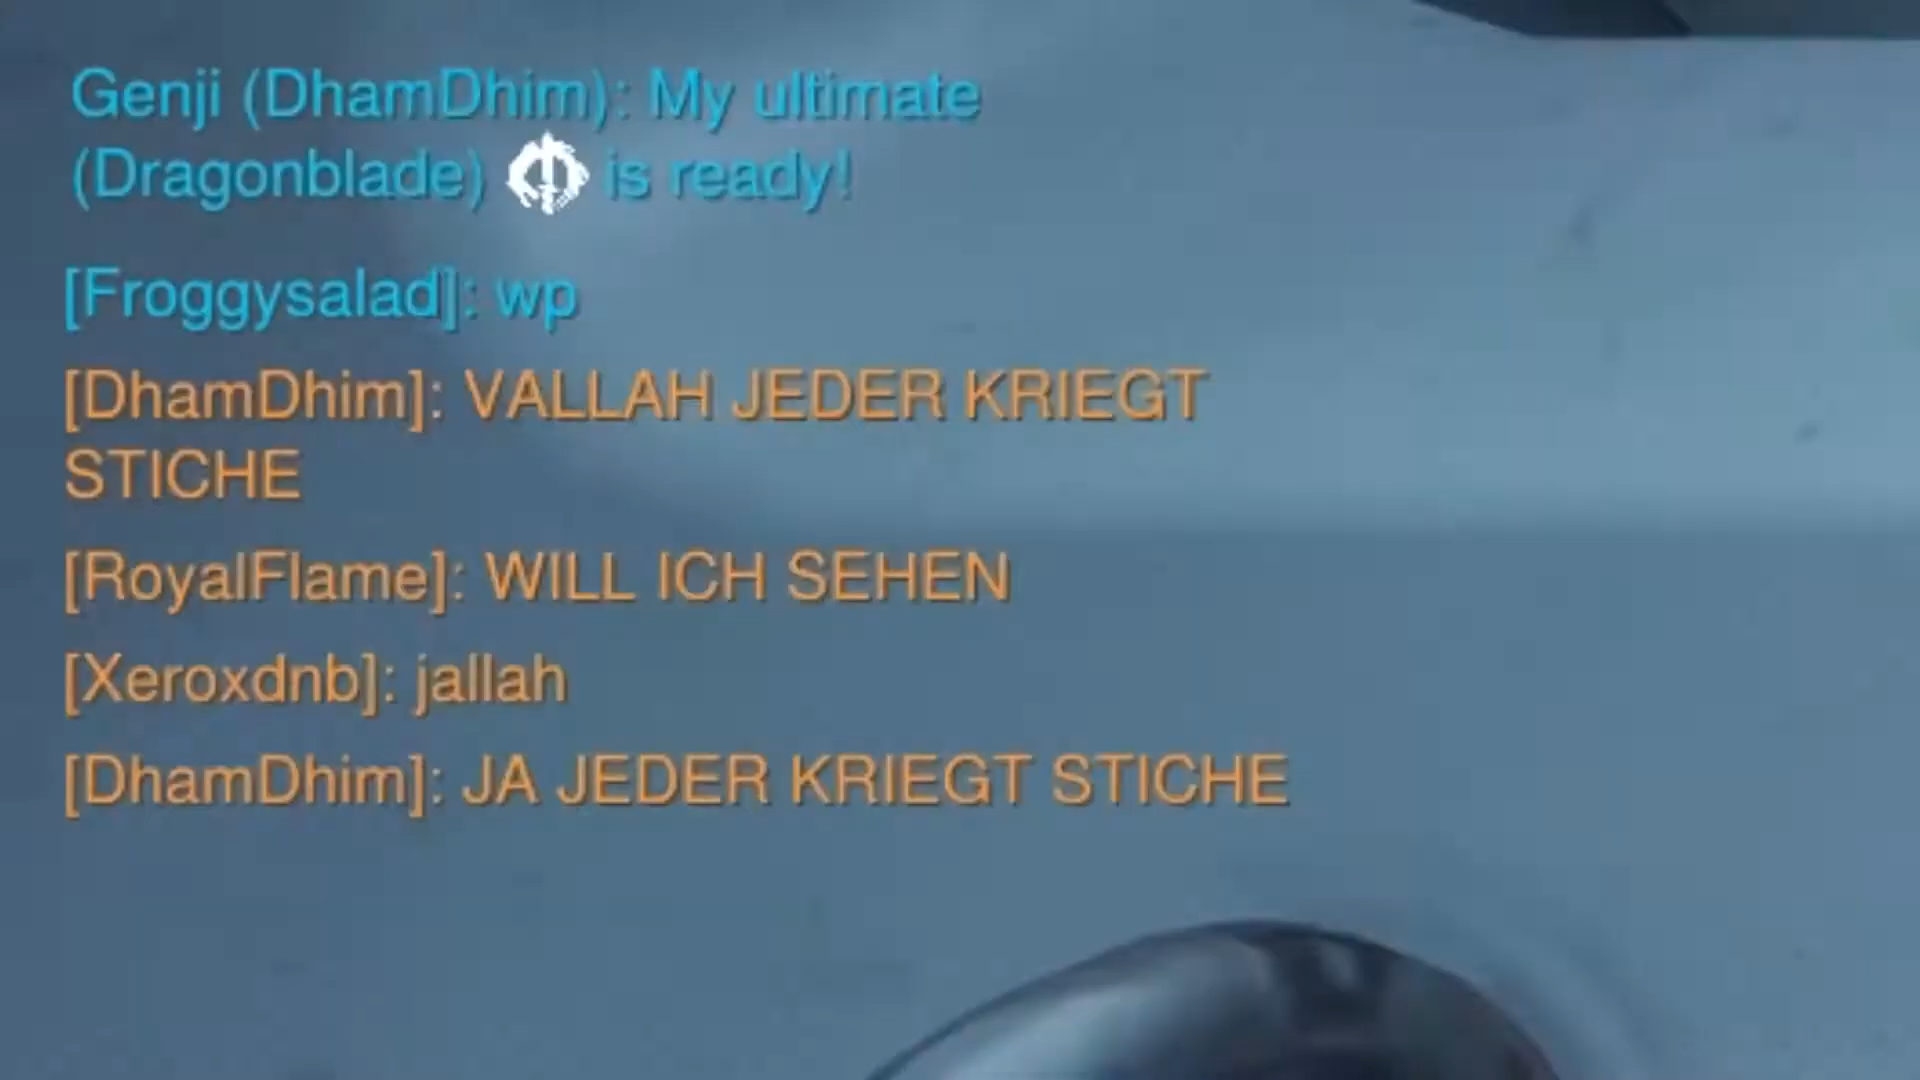 Genji (DhamDhim): My ultimate
(Dragonblade) is ready!
[Froggysalad]: wp
[DhamDhim]: VALLAH JEDER KRIEGT
STICHE
[RoyalFlame]: WILL ICH SEHEN
[Xeroxdnb]: jallah
[DhamDhim]: JA JEDER KRIEGT STICHE